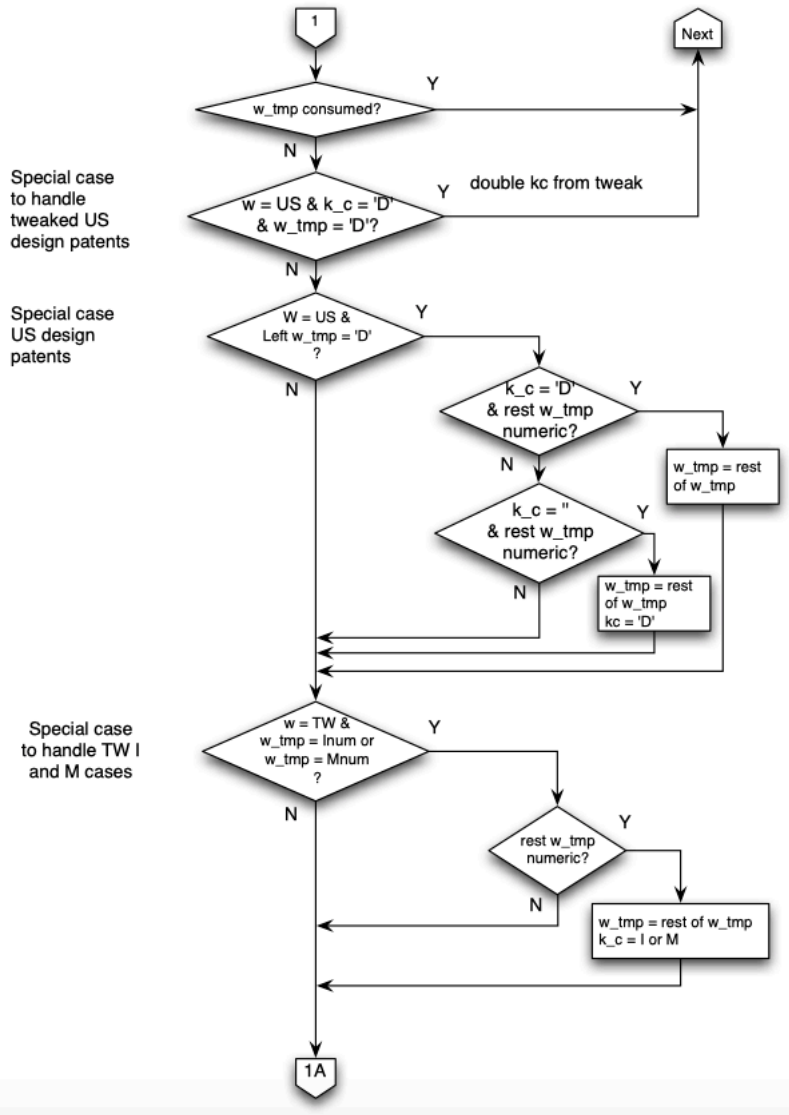 1
Next
Y
w_tmp consumed?
N
Special case
to handle
tweaked US
design patents
Y
double kc from tweak
w = US & k_c = 'D'
& w_tmp = 'D'?
N
Special case
US design
patents
W = US &
Left w_tmp = 'D'
?
Y
N
k_c = 'D'
& rest w_tmp
numeric?
Y
N
w_tmp = rest
of w_tmp
k_c = ''
& rest w_tmp
numeric?
Y
N
w_tmp = rest
of w_tmp
kc = 'D'
Special case
to handle TW I
and M cases
w = TW &
w_tmp = Inum or
w_tmp = Mnum
?
Y
N
rest w_tmp
numeric?
Y
N
w_tmp = rest of w_tmp
k_c = I or M
1A